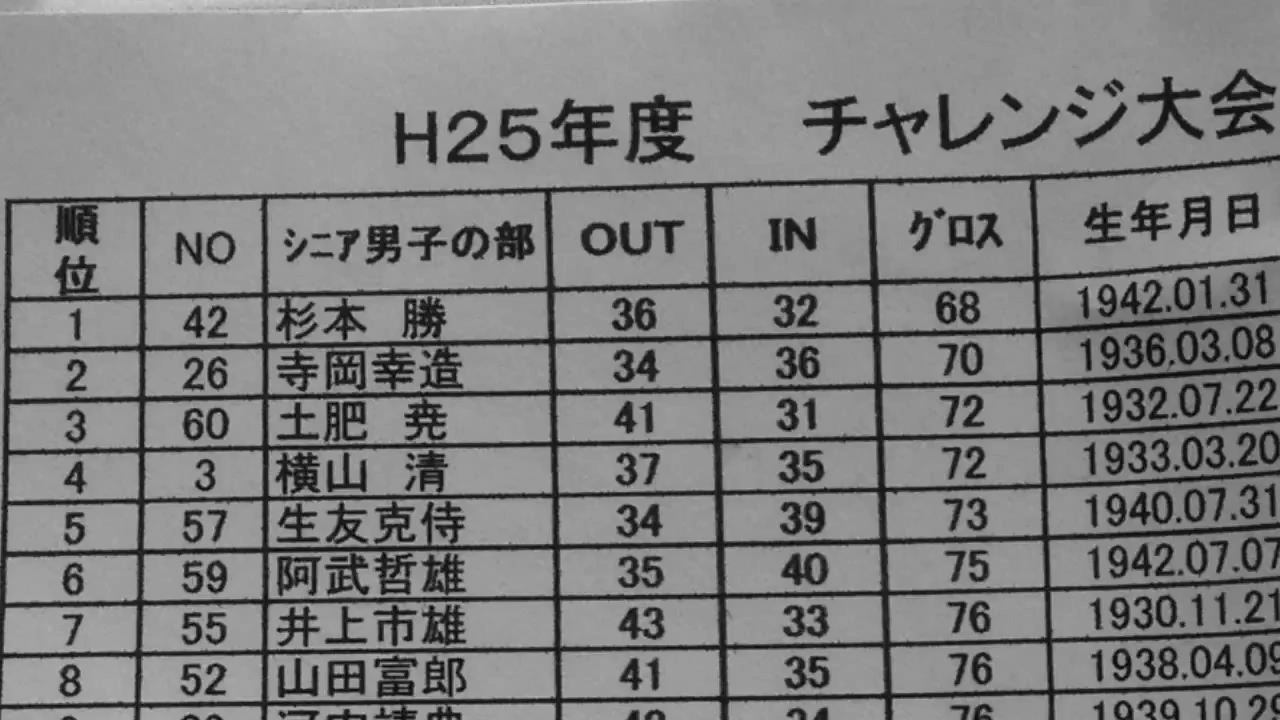 H25年度　チャレンジ大会
順位 NO ｼﾆｱ男子の部 OUT IN ｸﾞﾛｽ 生年月日
1 42 杉本　勝 36 32 68 1942.01.31
2 26 寺岡幸造 34 36 70 1936.03.08
3 60 土肥　尭 41 31 72 1932.07.22
4 3 横山　清 37 35 72 1933.03.20
5 57 生友克侍 34 39 73 1940.07.31
6 59 阿武哲雄 35 40 75 1942.07.07
7 55 井上市雄 43 33 76 1930.11.21
8 52 山田富郎 41 35 76 1938.04.09
76 1939.10.29